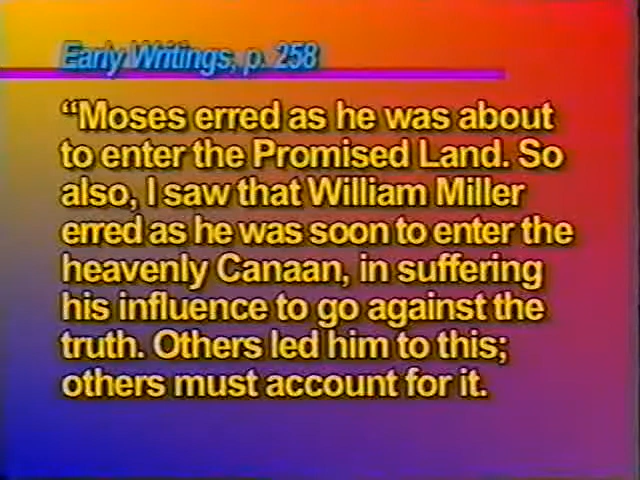 Early Writings, p. 258
“Moses erred as he was about
to enter the Promised Land. So
also, I saw that William Miller
erred as he was soon to enter the
heavenly Canaan, in suffering
his influence to go against the
truth. Others led him to this;
others must account for it.